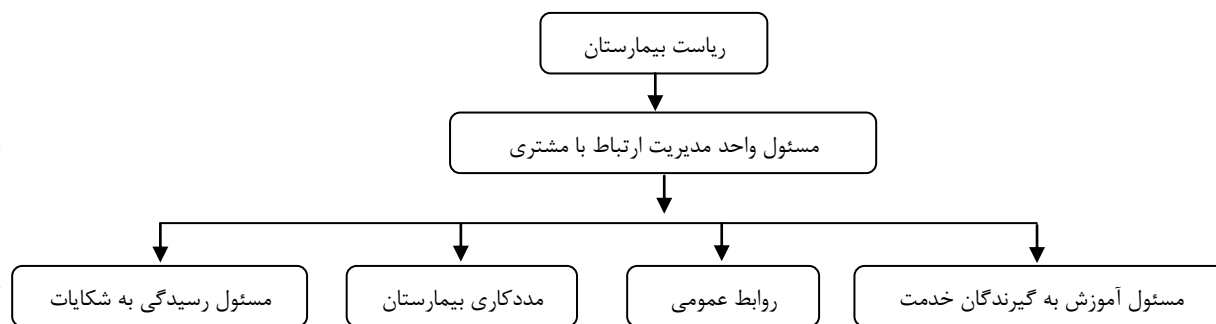 ریاست بیمارستان
مسئول واحد مدیریت ارتباط با مشتری
مسئول آموزش به گیرندگان خدمت
روابط عمومی
مددکاری بیمارستان
مسئول رسیدگی به شکایات